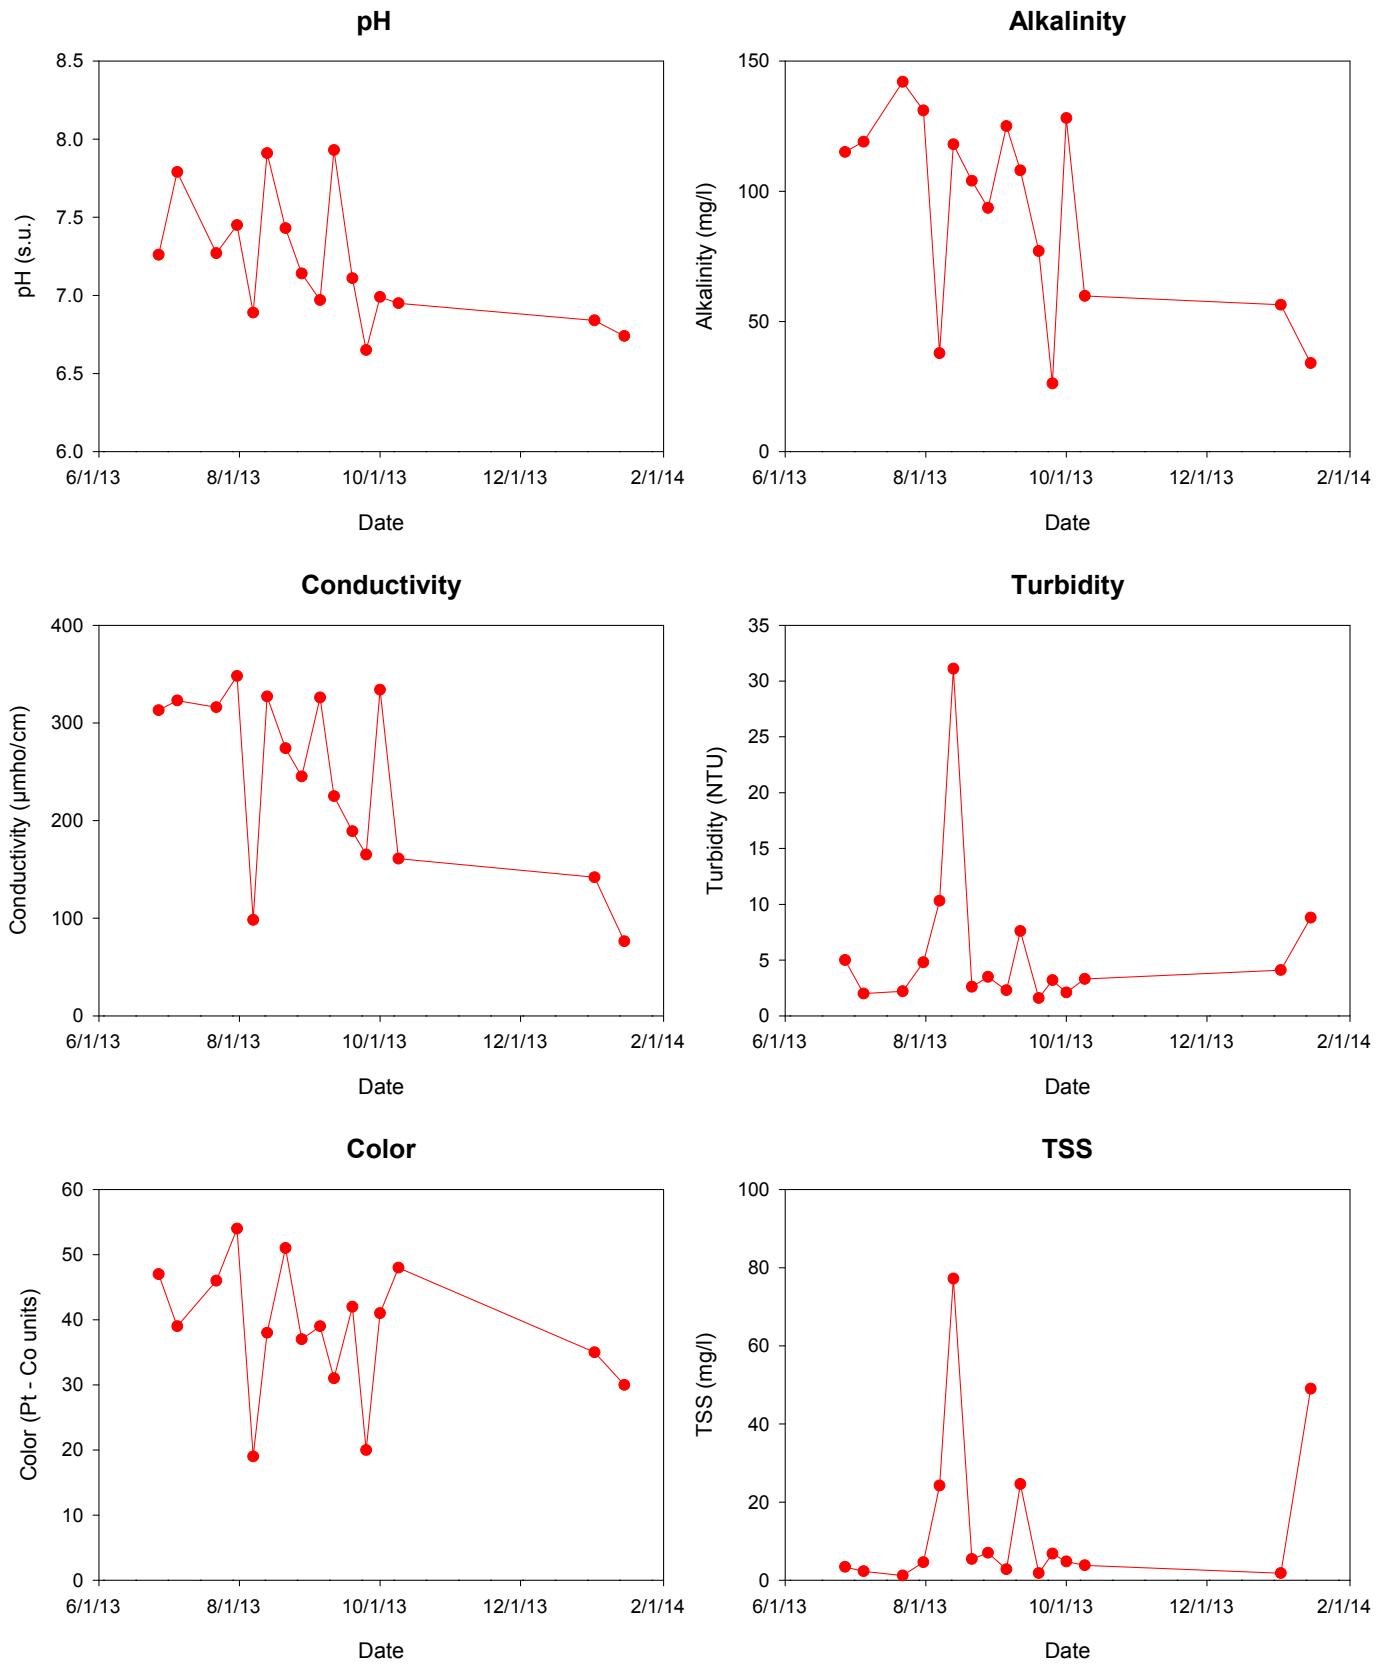 pH
8.5
8.0
7.5
7.0
6.5
6.0
pH (s.u.)
6/1/13 8/1/13 10/1/13 12/1/13 2/1/14
Date
Alkalinity
150
100
50
0
Alkalinity (mg/l)
6/1/13 8/1/13 10/1/13 12/1/13 2/1/14
Date
Conductivity
400
300
200
100
0
Conductivity (µmho/cm)
6/1/13 8/1/13 10/1/13 12/1/13 2/1/14
Date
Turbidity
35
30
25
20
15
10
5
0
Turbidity (NTU)
6/1/13 8/1/13 10/1/13 12/1/13 2/1/14
Date
Color
60
50
40
30
20
10
0
Color (Pt - Co units)
6/1/13 8/1/13 10/1/13 12/1/13 2/1/14
Date
TSS
100
80
60
40
20
0
TSS (mg/l)
6/1/13 8/1/13 10/1/13 12/1/13 2/1/14
Date